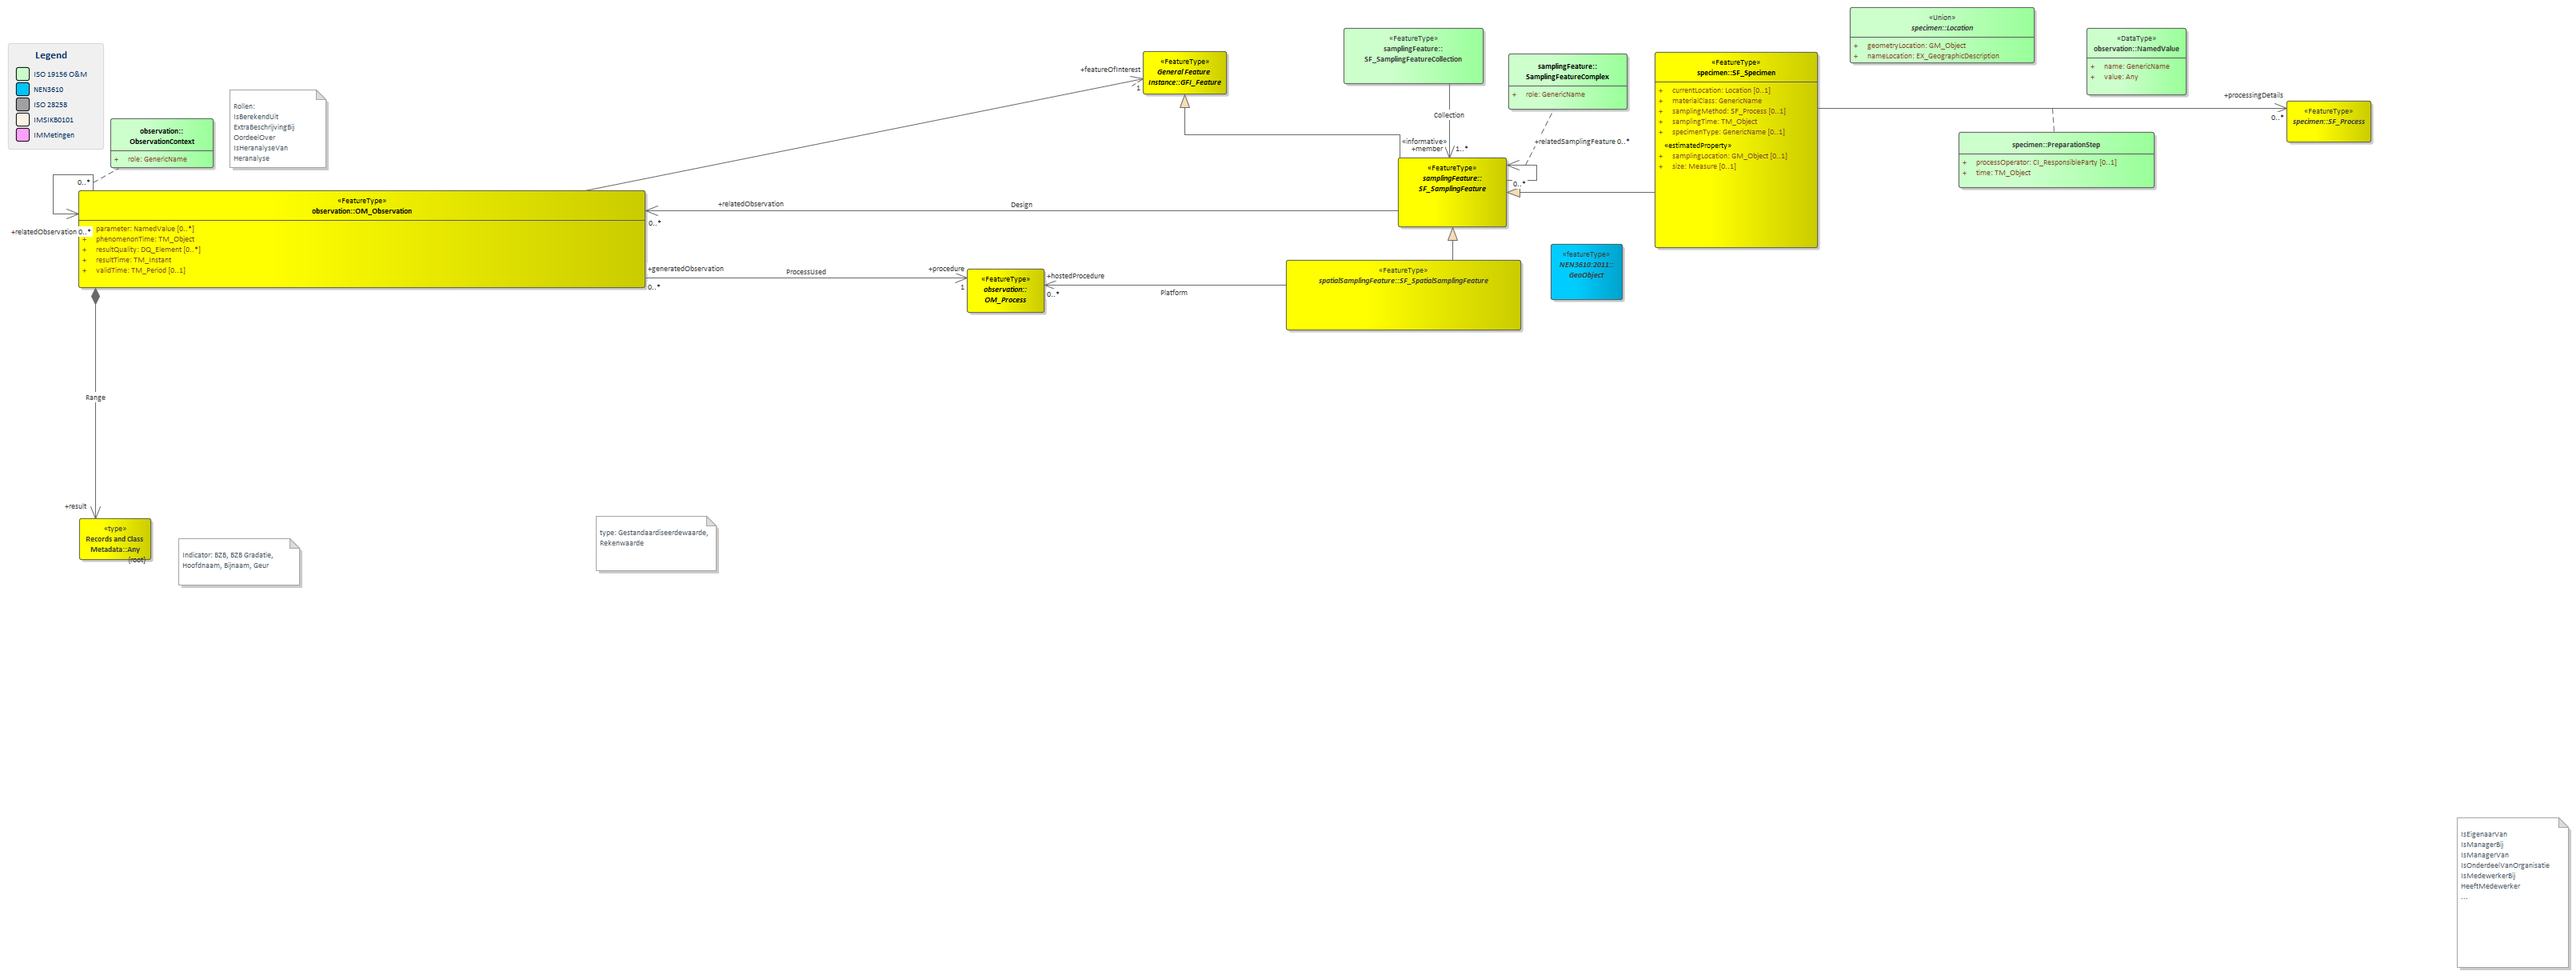 Legend
ISO 19156 O&M
NEN3610
ISO 28258
IMSIKB0101
IMMetingen
observation::
ObservationContext
+ role: GenericName
Rollen:
IsBerekendUit
ExtraBeschrijvingBij
OordeelOver
IsHeranalyseVan
Heranalyse
0..*
+relatedObservation 0..*
«FeatureType»
observation::OM_Observation
+ parameter: NamedValue [0..*]
+ phenomenonTime: TM_Object
+ resultQuality: DQ_Element [0..*]
+ resultTime: TM_Instant
+ validTime: TM_Period [0..1]
+featureOfInterest
1
«FeatureType»
General Feature
Instance::GFI_Feature
«FeatureType»
samplingFeature::
SF_SamplingFeatureCollection
Collection
«informative»
+member
1..*
samplingFeature::
SamplingFeatureComplex
+ role: GenericName
+relatedSamplingFeature 0..*
0..*
«FeatureType»
samplingFeature::
SF_SamplingFeature
+relatedObservation
0..*
Design
+generatedObservation
0..*
ProcessUsed
+procedure
1
«FeatureType»
observation::
OM_Process
+hostedProcedure
0..*
Platform
«FeatureType»
spatialSamplingFeature::SF_SpatialSamplingFeature
«featureType»
NEN3610:2011::
GeoObject
«FeatureType»
specimen::SF_Specimen
+ currentLocation: Location [0..1]
+ materialClass: GenericName
+ samplingMethod: SF_Process [0..1]
+ samplingTime: TM_Object
+ specimenType: GenericName [0..1]
«estimatedProperty»
+ samplingLocation: GM_Object [0..1]
+ size: Measure [0..1]
«Union»
specimen::Location
+ geometryLocation: GM_Object
+ nameLocation: EX_GeographicDescription
«DataType»
observation::NamedValue
+ name: GenericName
+ value: Any
+processingDetails
0..*
«FeatureType»
specimen::SF_Process
specimen::PreparationStep
+ processOperator: CI_ResponsibleParty [0..1]
+ time: TM_Object
Range
+result
«type»
Records and Class
Metadata::Any
{root}
Indicator: BZB, BZB Gradatie,
Hoofdnaam, Bijnaam, Geur
type: Gestandaardiseerdewaarde,
Rekenwaarde
IsEigenaarVan
IsManagerBij
IsManagerVan
IsOnderdeelVanOrganisatie
IsMedewerkerBij
HeeftMedewerker
...